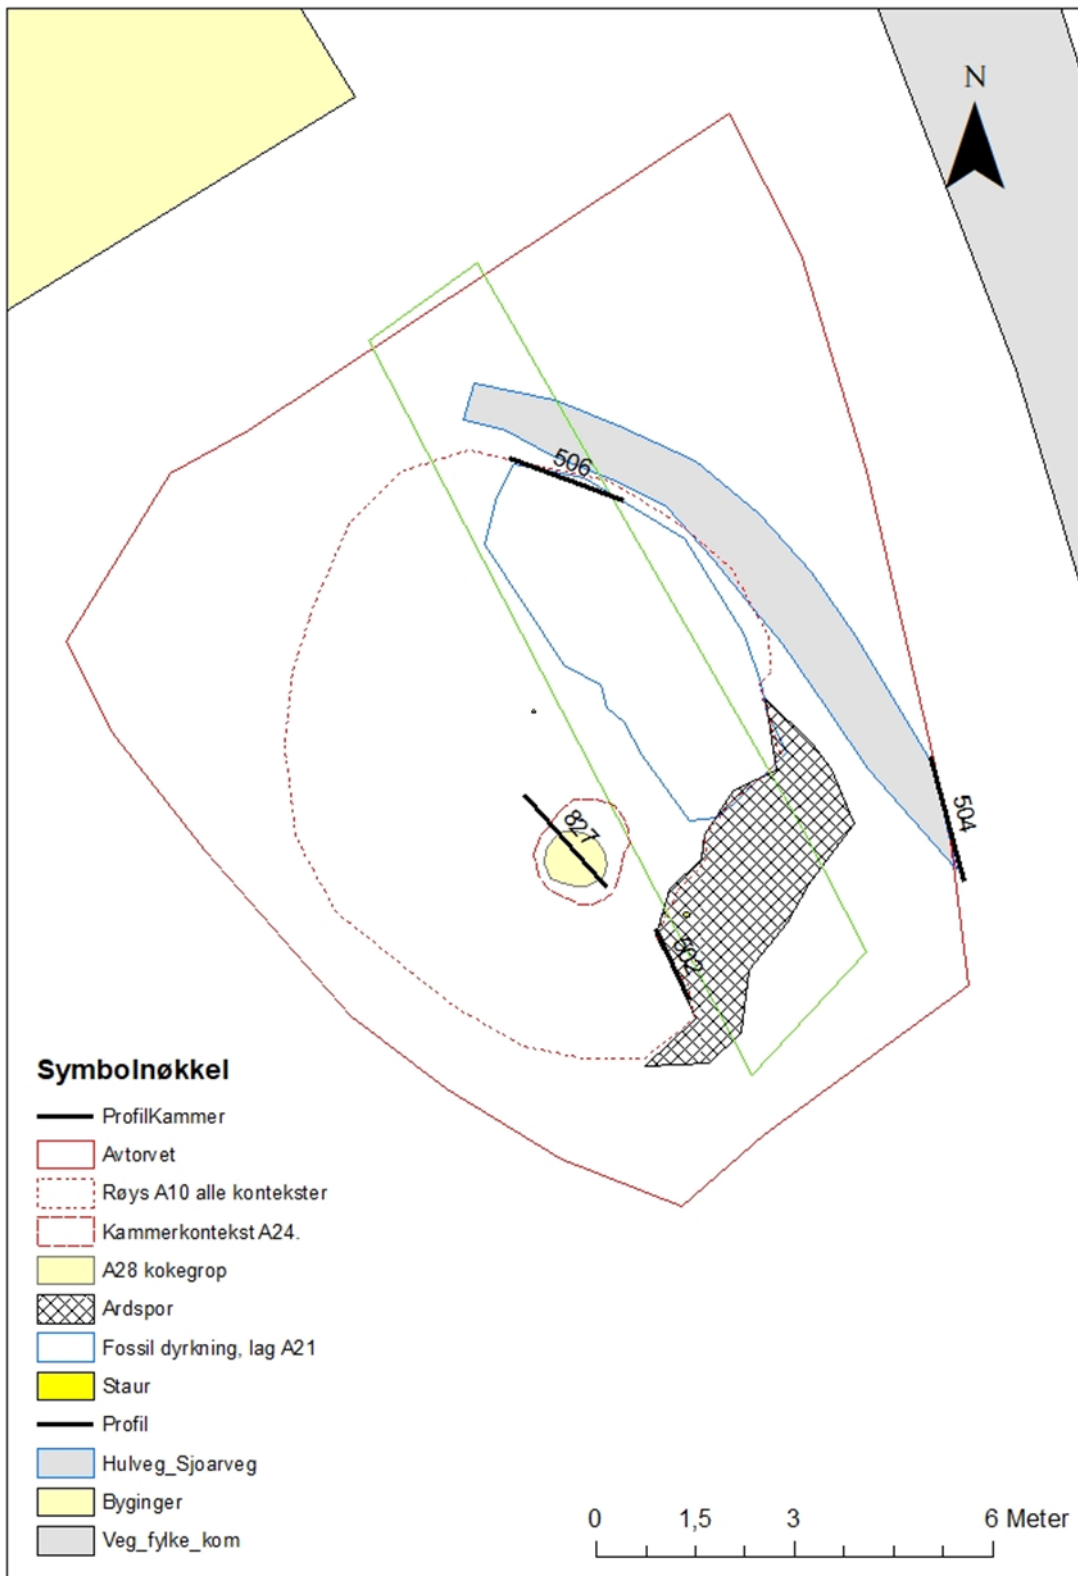 N
506
504
827
502
Symbolnøkkel
ProfilKammer
Avtorvet
Røys A10 alle kontekster
Kammerkontekst A24.
A28 kokegrop
Ardspor
Fossil dyrkning, lag A21
Staur
Profil
Hulveg_Sjoarveg
Byginger
Veg_fylke_kom
0 1,5 3 6 Meter